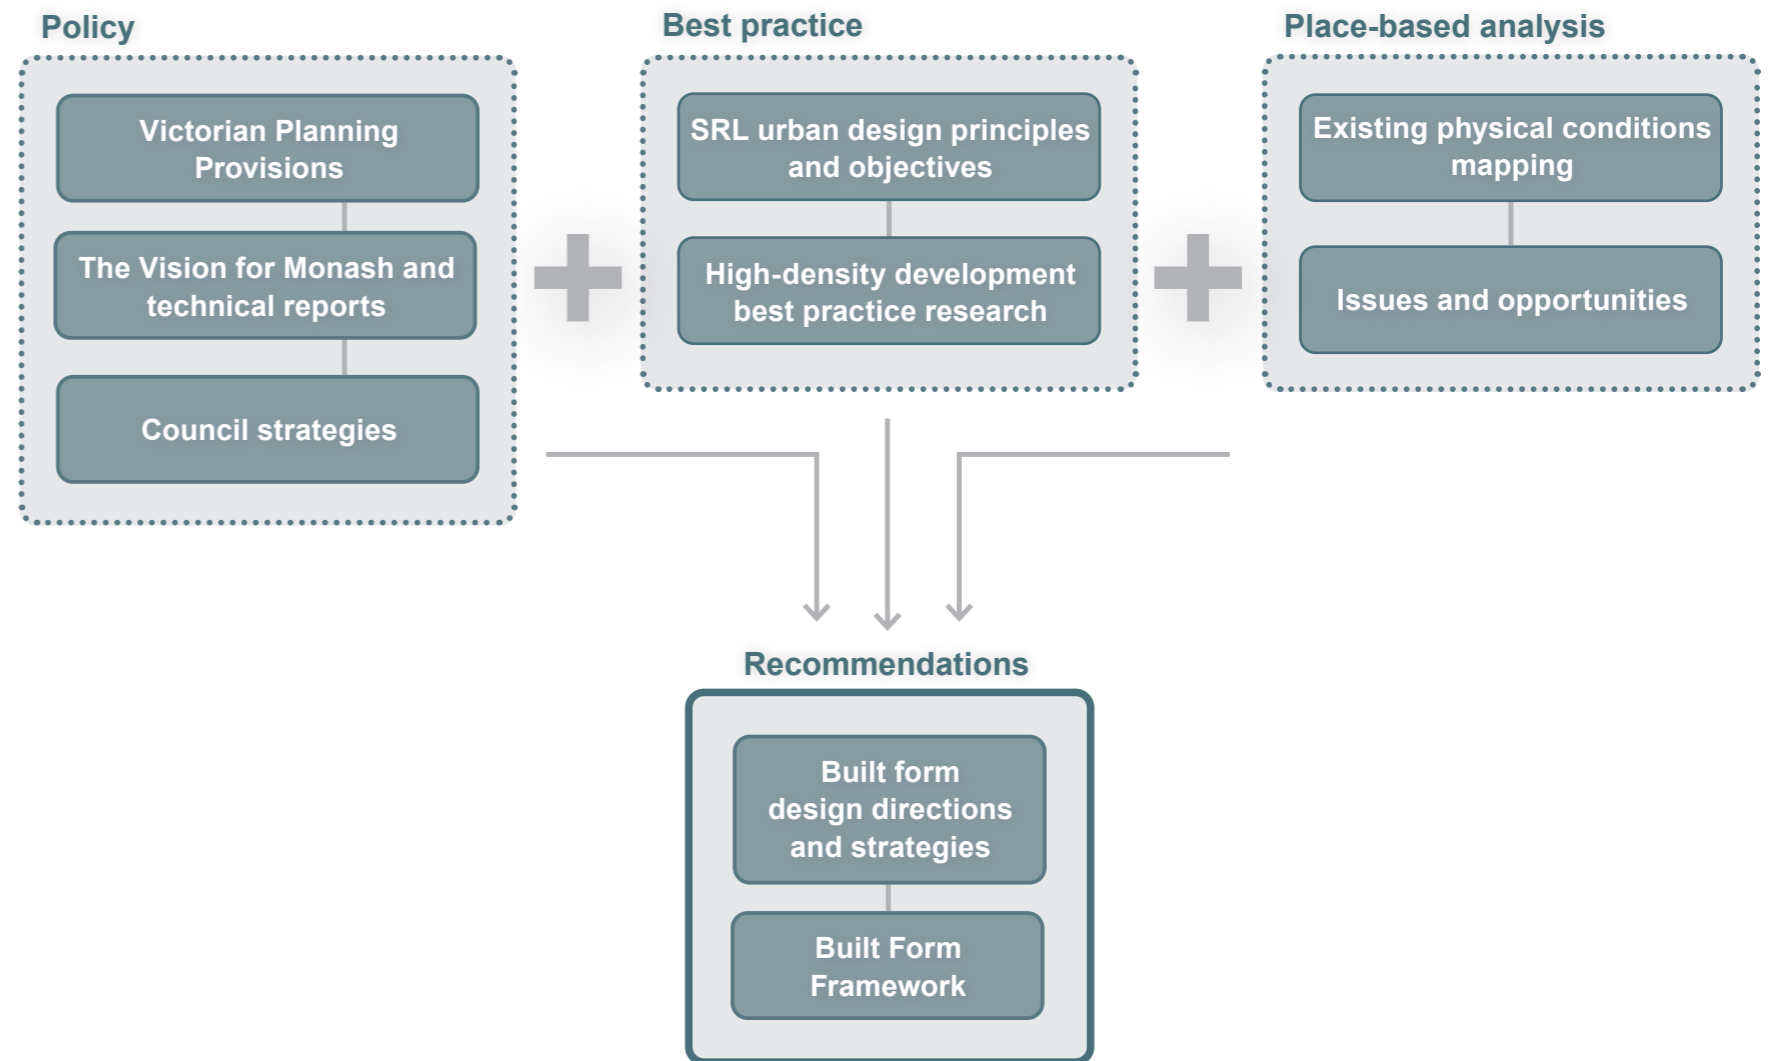 Policy
Victorian Planning
Provisions
The Vision for Monash and
technical reports
Council strategies
Best practice
SRL urban design principles
and objectives
High-density development
best practice research
Place-based analysis
Existing physical conditions
mapping
Issues and opportunities
Recommendations
Built form
design directions
and strategies
Built Form
Framework